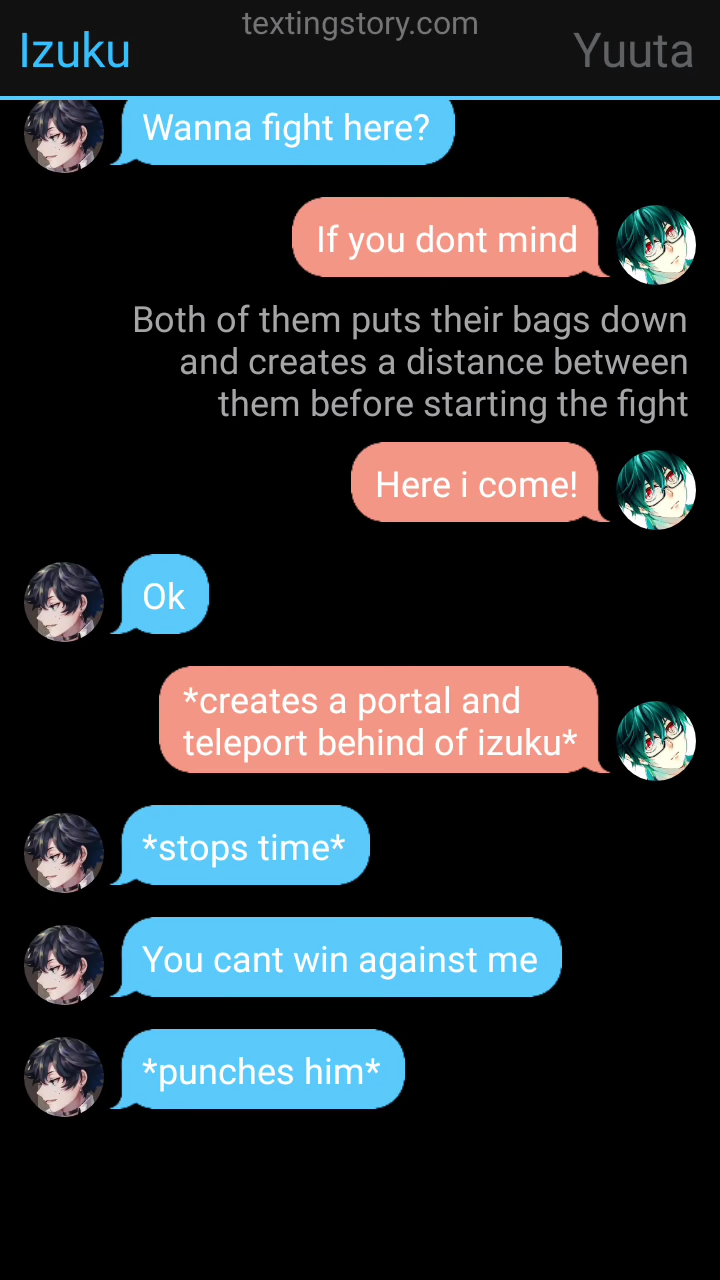 textingstory.com
Izuku
Yuuta
Wanna fight here?
If you dont mind
Both of them puts their bags down
and creates a distance between
them before starting the fight
Here i come!
Ok
*creates a portal and
teleport behind of izuku*
*stops time*
You cant win against me
*punches him*